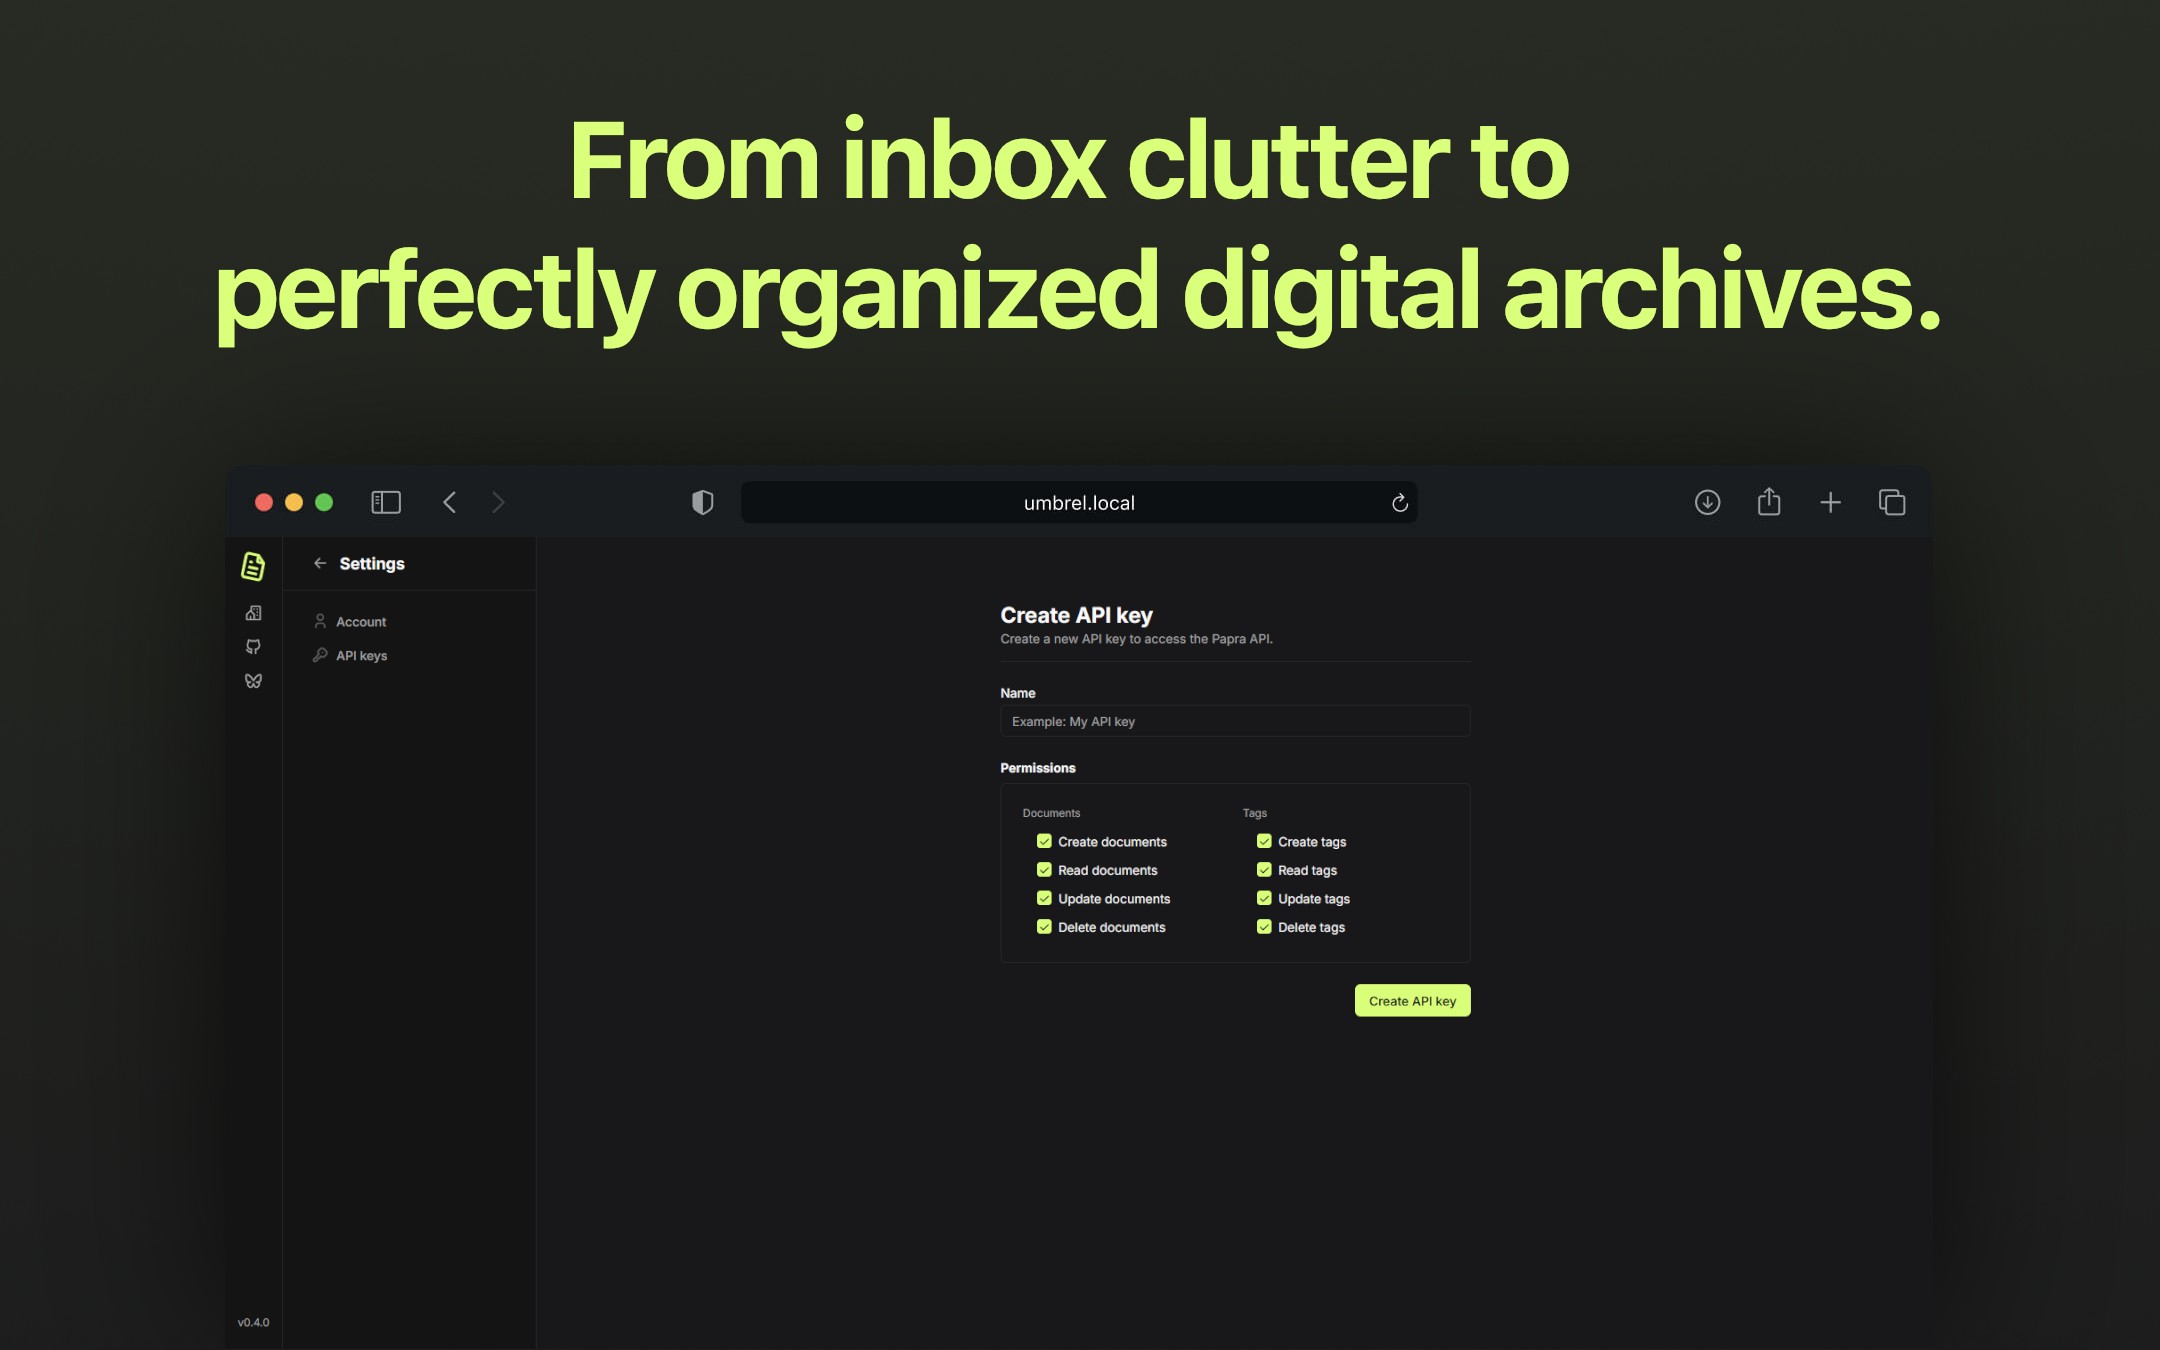 From inbox clutter to
perfectly organized digital archives.
umbrel.local
Settings
Account
API keys
Create API key
Create a new API key to access the Papra API.
Name
Example: My API key
Permissions
Documents
Create documents
Read documents
Update documents
Delete documents
Tags
Create tags
Read tags
Update tags
Delete tags
Create API key
v0.4.0